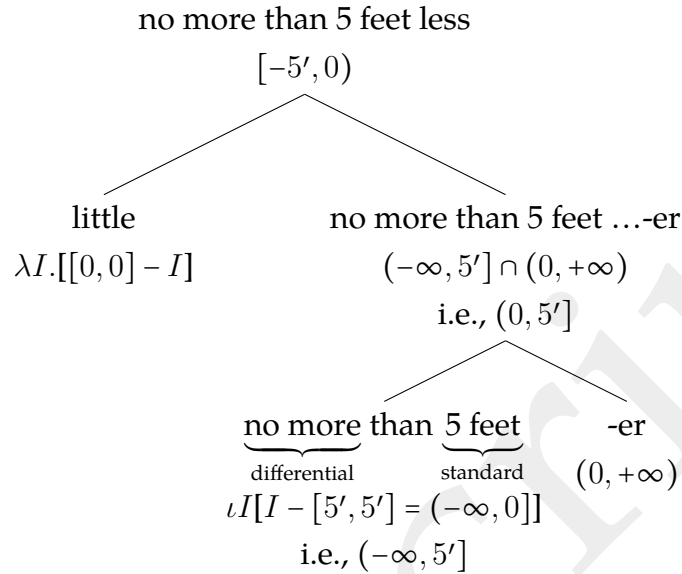 no more than 5 feet less
[−5′, 0)
little
λI.[[0, 0] − I]
no more than 5 feet …-er
(−∞, 5′] ∩ (0, +∞)
i.e., (0, 5′]
no more than 5 feet
differential
standard
ιI[I − [5′, 5′] = (−∞, 0]]
i.e., (−∞, 5′]
-er
(0, +∞)